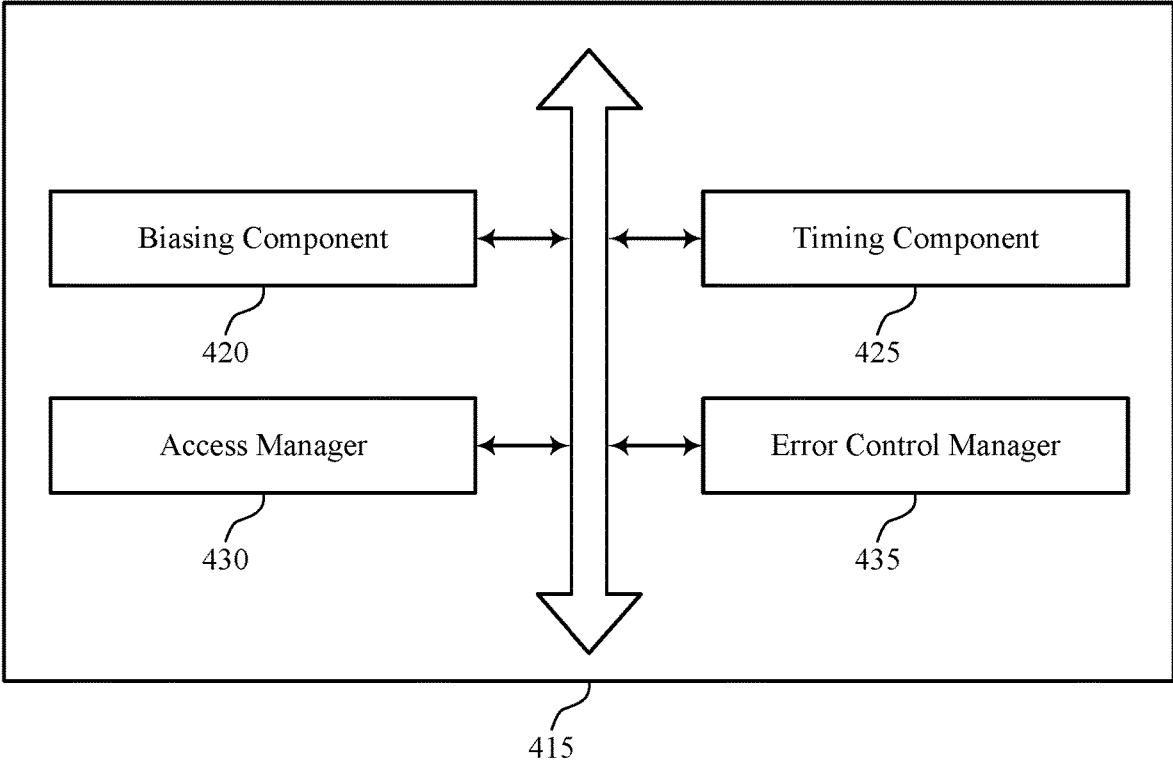 Biasing Component
Timing Component
420
425
Access Manager
Error Control Manager
430
435
415